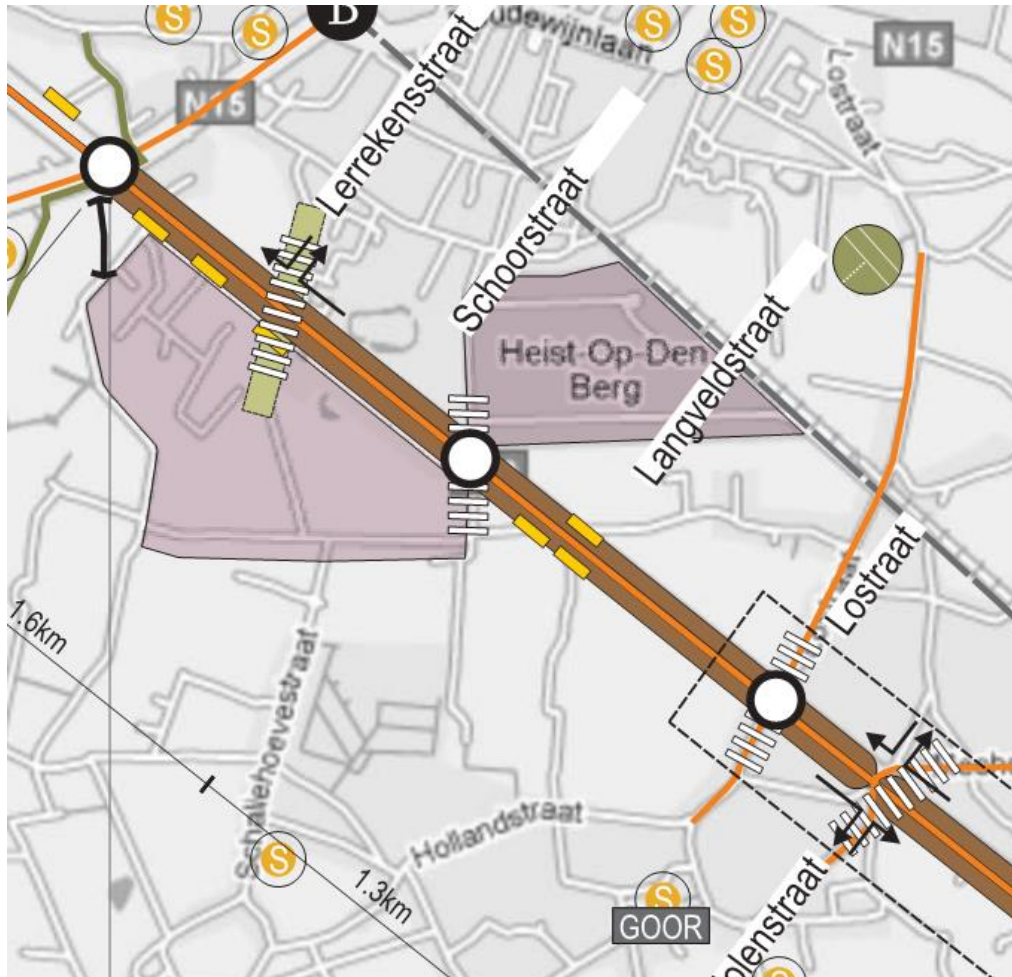 B
S
S
S
S
S
udewijnlaan
N15
N15
Lostraat
Lerrekensstraat
Schoorstraat
Langveldstraat
Heist-Op-Den
Berg
S
Lostraat
1.6km
Schallehoevestraat
Hollandstraat
S
1.3km
S
GOOR
olenstraat
S